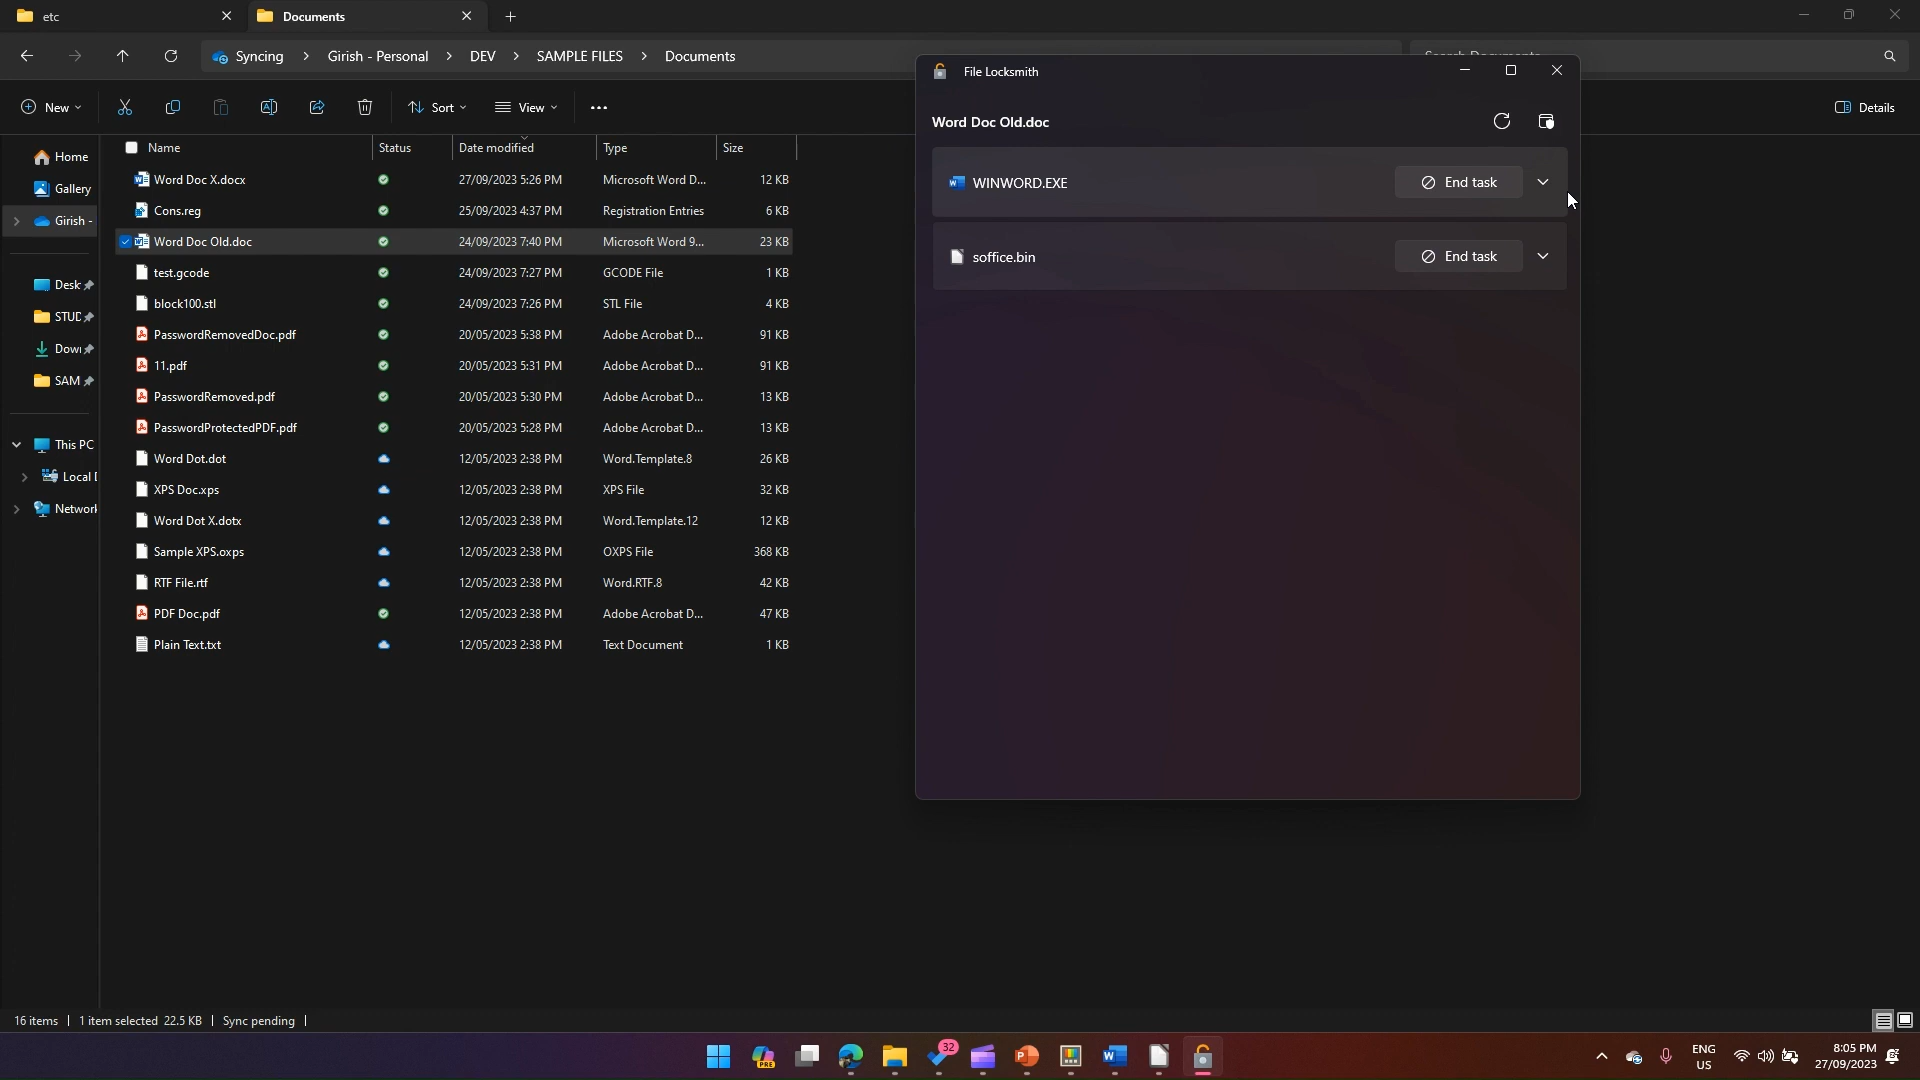 etc
Documents
Syncing > Girish - Personal > DEV > SAMPLE FILES > Documents
New
Sort
View
Details
Home
Gallery
Girish -
Desk
STUD
Down
SAM
This PC
Local
Network
Name Status Date modified Type Size
Word Doc X.docx 27/09/2023 5:26 PM Microsoft Word D... 12 KB
Cons.reg 25/09/2023 4:37 PM Registration Entries 6 KB
Word Doc Old.doc 24/09/2023 7:40 PM Microsoft Word 9... 23 KB
test.gcode 24/09/2023 7:27 PM GCODE File 1 KB
block100.stl 24/09/2023 7:26 PM STL File 4 KB
PasswordRemovedDoc.pdf 20/05/2023 5:38 PM Adobe Acrobat D... 91 KB
11.pdf 20/05/2023 5:31 PM Adobe Acrobat D... 91 KB
PasswordRemoved.pdf 20/05/2023 5:30 PM Adobe Acrobat D... 13 KB
PasswordProtectedPDF.pdf 20/05/2023 5:28 PM Adobe Acrobat D... 13 KB
Word Dot.dot 12/05/2023 2:38 PM Word.Template.8 26 KB
XPS Doc.xps 12/05/2023 2:38 PM XPS File 32 KB
Word Dot X.dotx 12/05/2023 2:38 PM Word.Template.12 12 KB
Sample XPS.oxps 12/05/2023 2:38 PM OXPS File 368 KB
RTF File.rtf 12/05/2023 2:38 PM Word.RTF.8 42 KB
PDF Doc.pdf 12/05/2023 2:38 PM Adobe Acrobat D... 47 KB
Plain Text.txt 12/05/2023 2:38 PM Text Document 1 KB
File Locksmith
Word Doc Old.doc
WINWORD.EXE End task
soffice.bin End task
16 items | 1 item selected 22.5 KB | Sync pending |
PRE
32
ENG
US
8:05 PM
27/09/2023